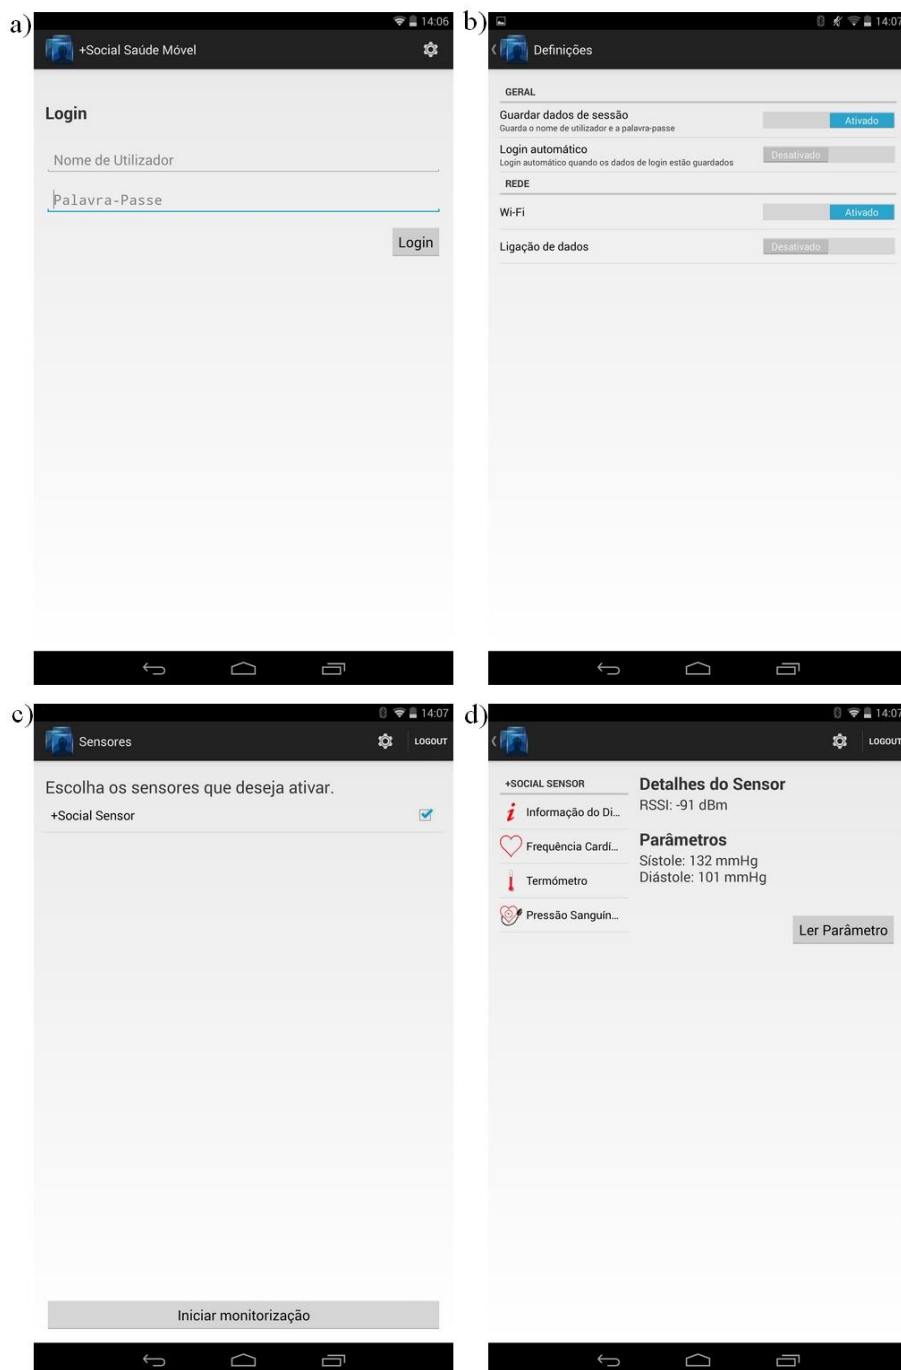 a)
14:06
+Social Saúde Móvel
Login
Nome de Utilizador
Palavra-Passe
Login
b)
14:07
Definições
GERAL
Guardar dados de sessão
Guarda o nome de utilizador e a palavra-passe
Ativado
Login automático
Login automático quando os dados de login estão guardados
Desativado
REDE
Wi-Fi
Ativado
Ligação de dados
Desativado
c)
14:07
Sensores
LOGOUT
Escolha os sensores que deseja ativar.
+Social Sensor
Iniciar monitorização
d)
14:07
LOGOUT
+SOCIAL SENSOR
Informação do Di...
Frequência Cardí...
Termómetro
Pressão Sanguín...
Detalhes do Sensor
RSSI: -91 dBm
Parâmetros
Sístole: 132 mmHg
Diástole: 101 mmHg
Ler Parâmetro